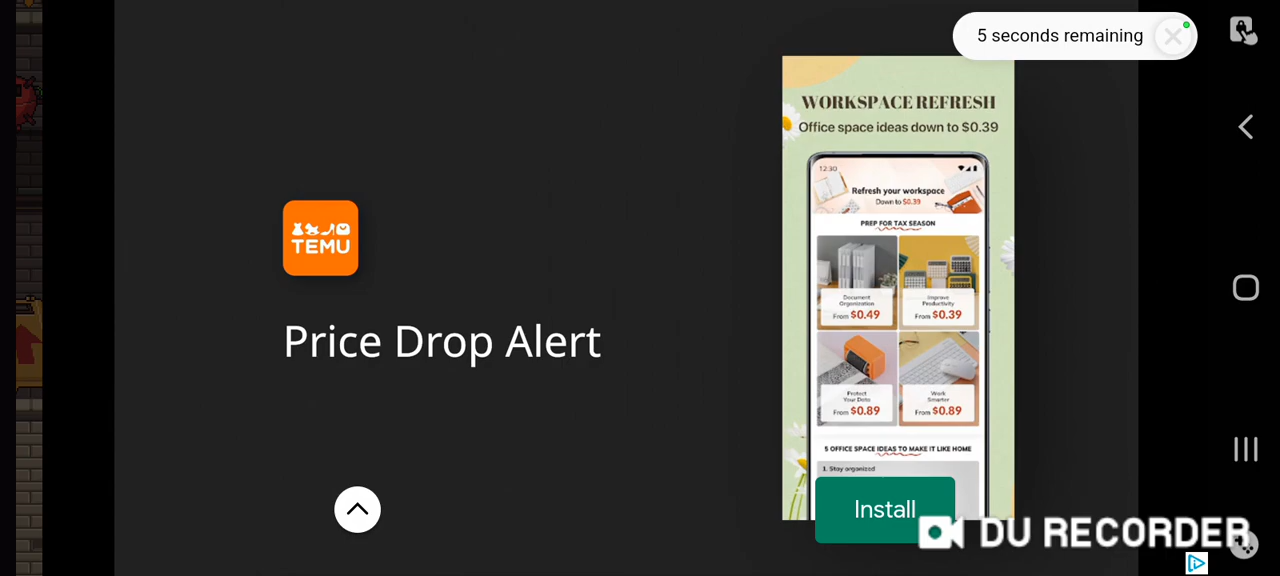 5 seconds remaining
WORKSPACE REFRESH
Office space ideas down to $0.39
12:30
Refresh your workspace
Down to $0.39
PREP FOR TAX SEASON
Document
Organization
From $0.49
Improve
Productivity
From $0.39
TEMU
Price Drop Alert
Protect
Your Data
From $0.89
Work
Smarter
From $0.89
5 OFFICE SPACE IDEAS TO MAKE IT LIKE HOME
1. Stay organized
Install
DU RECORDER